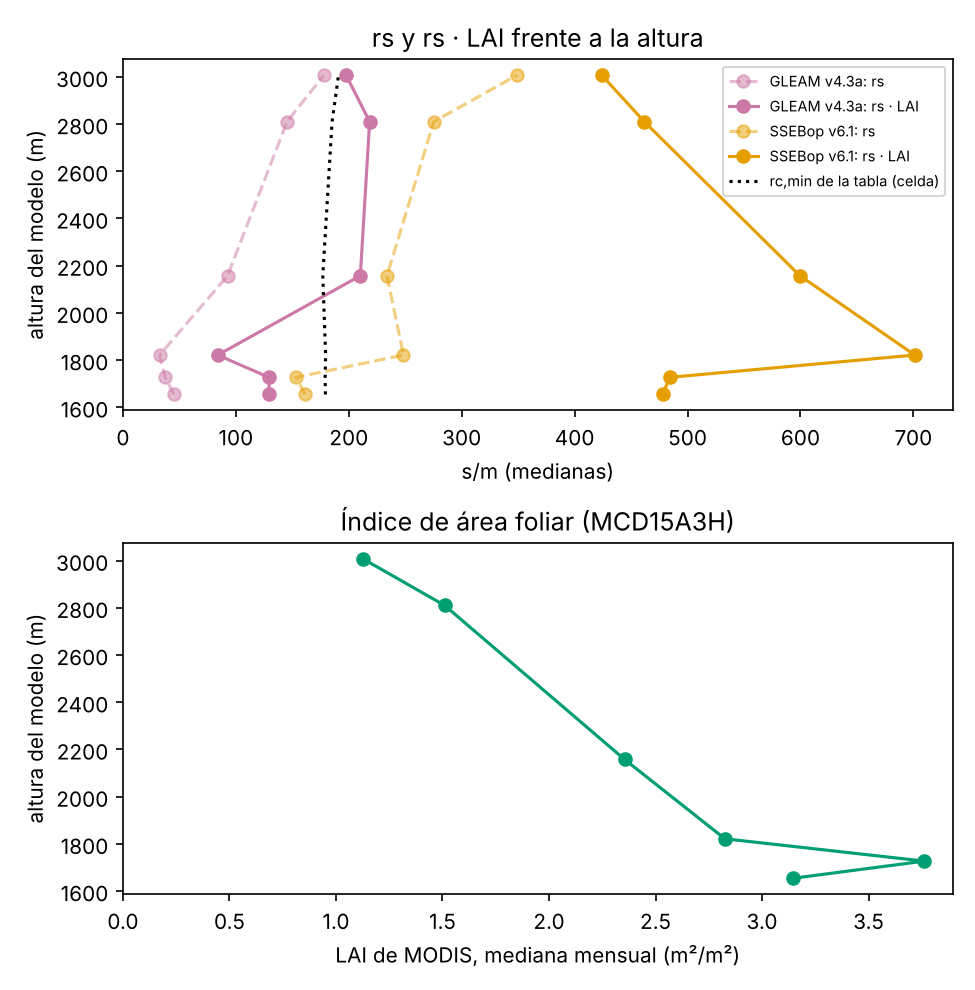 rs y rs · LAI frente a la altura
altura del modelo (m)
3000
2800
2600
2400
2200
2000
1800
1600
GLEAM v4.3a: rs
GLEAM v4.3a: rs · LAI
SSEBop v6.1: rs
SSEBop v6.1: rs · LAI
rc,min de la tabla (celda)
0 100 200 300 400 500 600 700
s/m (medianas)
Índice de área foliar (MCD15A3H)
altura del modelo (m)
3000
2800
2600
2400
2200
2000
1800
1600
0.0 0.5 1.0 1.5 2.0 2.5 3.0 3.5
LAI de MODIS, mediana mensual (m²/m²)